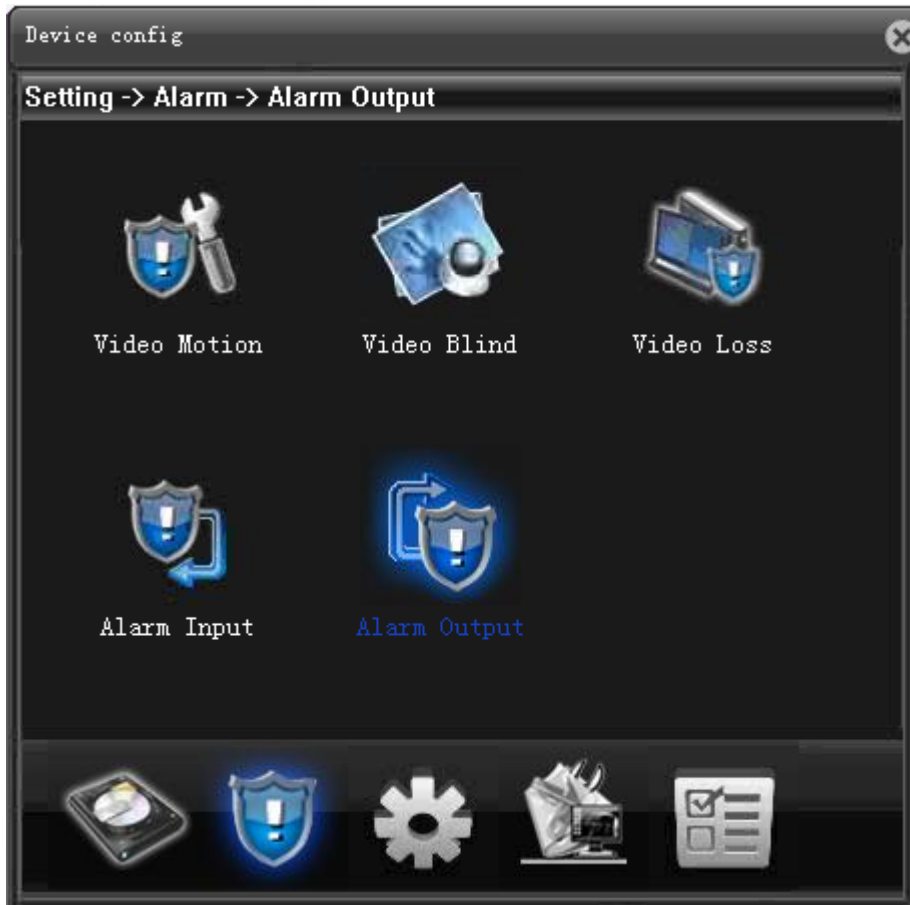 Device config
Setting -> Alarm -> Alarm Output
Video Motion
Video Blind
Video Loss
Alarm Input
Alarm Output